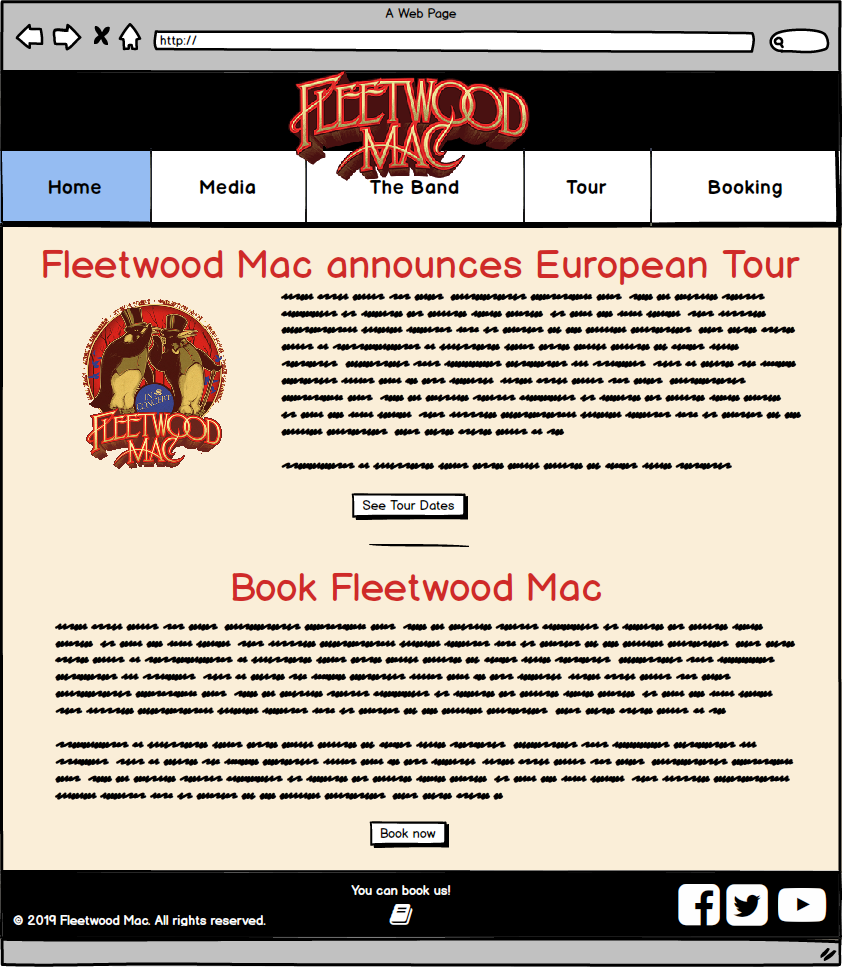 A Web Page
http://
FLEETWOOD
MAC
Home Media The Band Tour Booking
Fleetwood Mac announces European Tour
IN
CONCERT
FLEETWOOD
MAC
See Tour Dates
Book Fleetwood Mac
Book now
You can book us!
© 2019 Fleetwood Mac. All rights reserved.